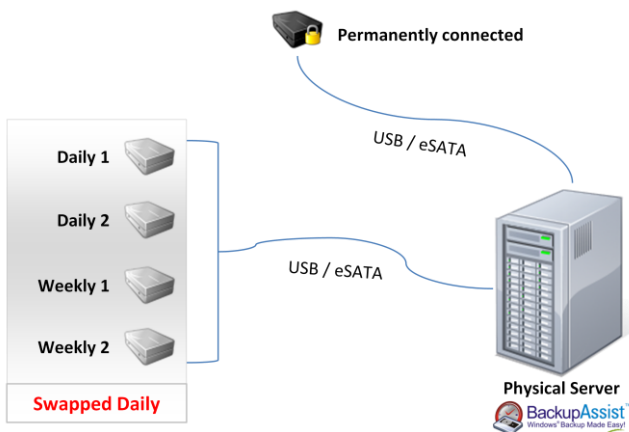 Permanently connected
USB / eSATA
Daily 1
Daily 2
Weekly 1
Weekly 2
Swapped Daily
USB / eSATA
Physical Server
BackupAssist™
Windows® Backup Made Easy!